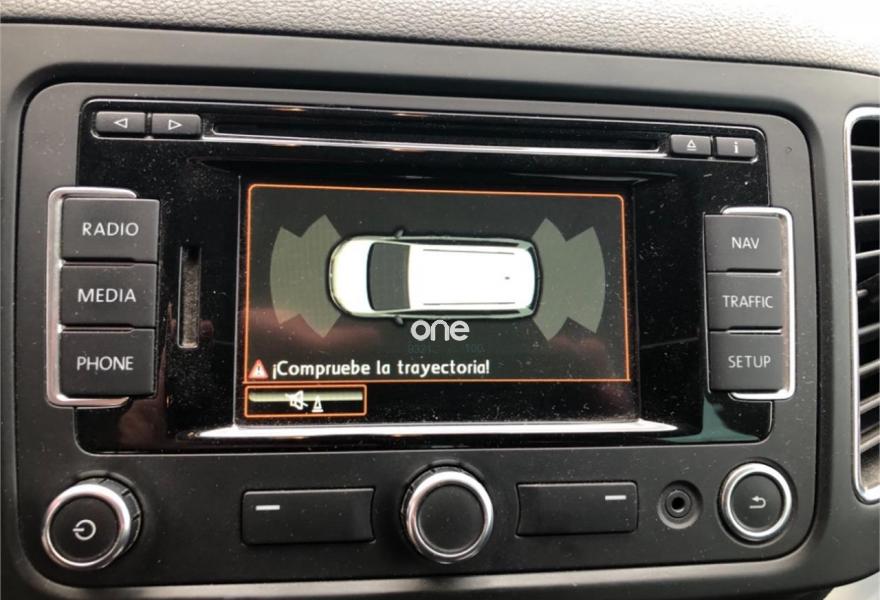 RADIO
NAV
MEDIA
TRAFFIC
PHONE
SETUP
one
¡Compruebe la trayectoria!